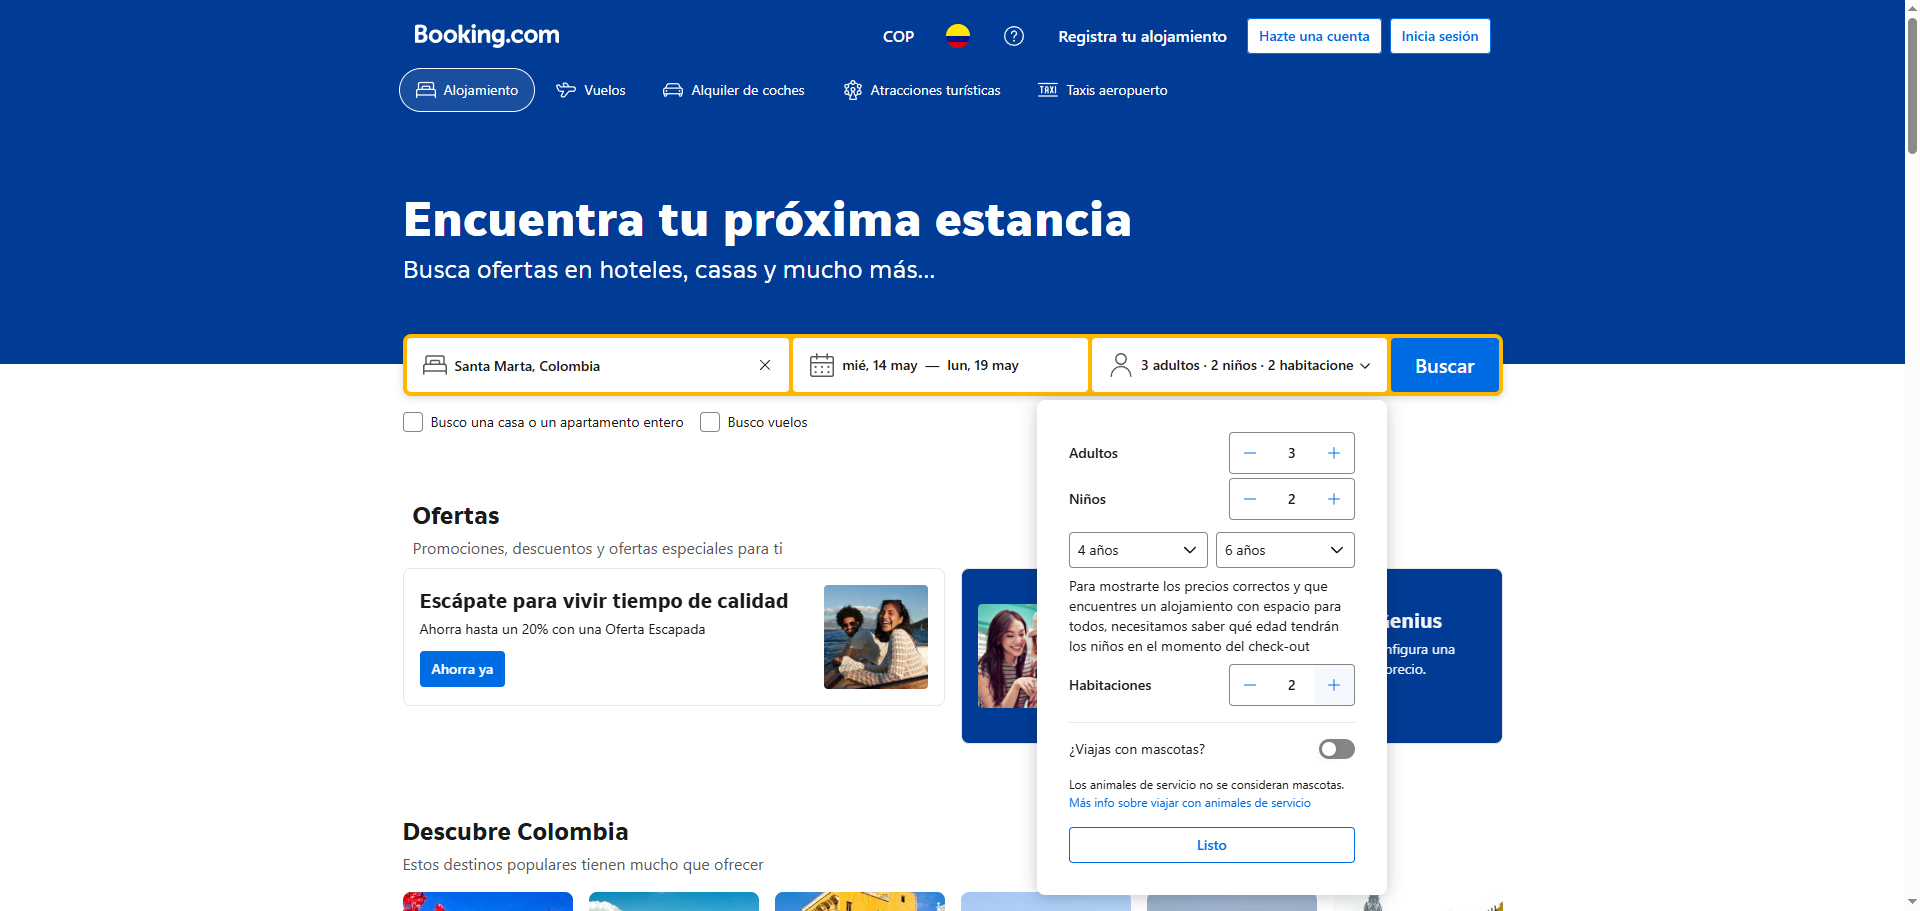 Booking.com
COP
Registra tu alojamiento
Hazte una cuenta
Inicia sesión
Alojamiento
Vuelos
Alquiler de coches
Atracciones turísticas
TAXI
Taxis aeropuerto
Encuentra tu próxima estancia
Busca ofertas en hoteles, casas y mucho más...
Santa Marta, Colombia
mié, 14 may — lun, 19 may
3 adultos · 2 niños · 2 habitacione
Buscar
Busco una casa o un apartamento entero
Busco vuelos
Adultos
3
Niños
2
4 años
6 años
Para mostrarte los precios correctos y que
encuentres un alojamiento con espacio para
todos, necesitamos saber qué edad tendrán
los niños en el momento del check-out
Habitaciones
2
¿Viajas con mascotas?
Los animales de servicio no se consideran mascotas.
Más info sobre viajar con animales de servicio
Listo
Ofertas
Promociones, descuentos y ofertas especiales para ti
Escápate para vivir tiempo de calidad
Ahorra hasta un 20% con una Oferta Escapada
Ahorra ya
Genius
nfigura una
precio.
Descubre Colombia
Estos destinos populares tienen mucho que ofrecer